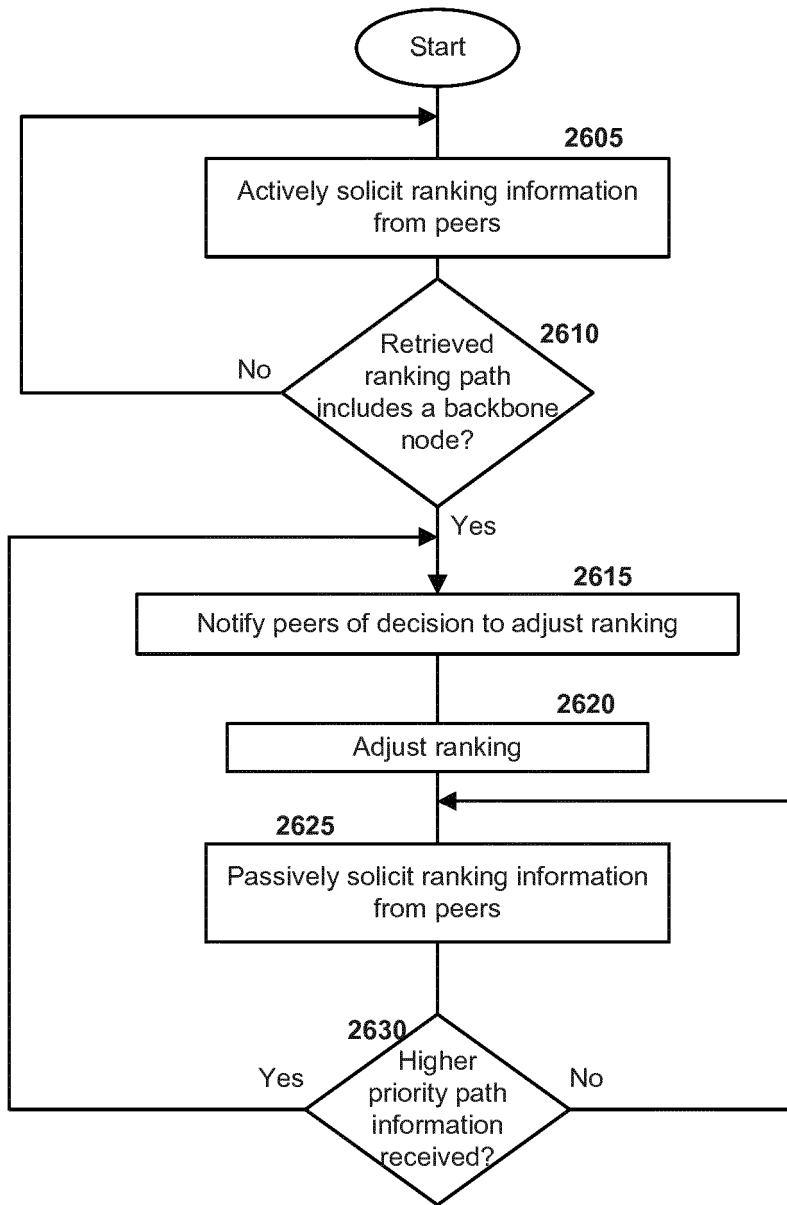 Start
2605
Actively solicit ranking information
from peers
2610
Retrieved
ranking path
includes a backbone
node?
No
Yes
2615
Notify peers of decision to adjust ranking
2620
Adjust ranking
2625
Passively solicit ranking information
from peers
2630
Higher
priority path
information
received?
Yes
No